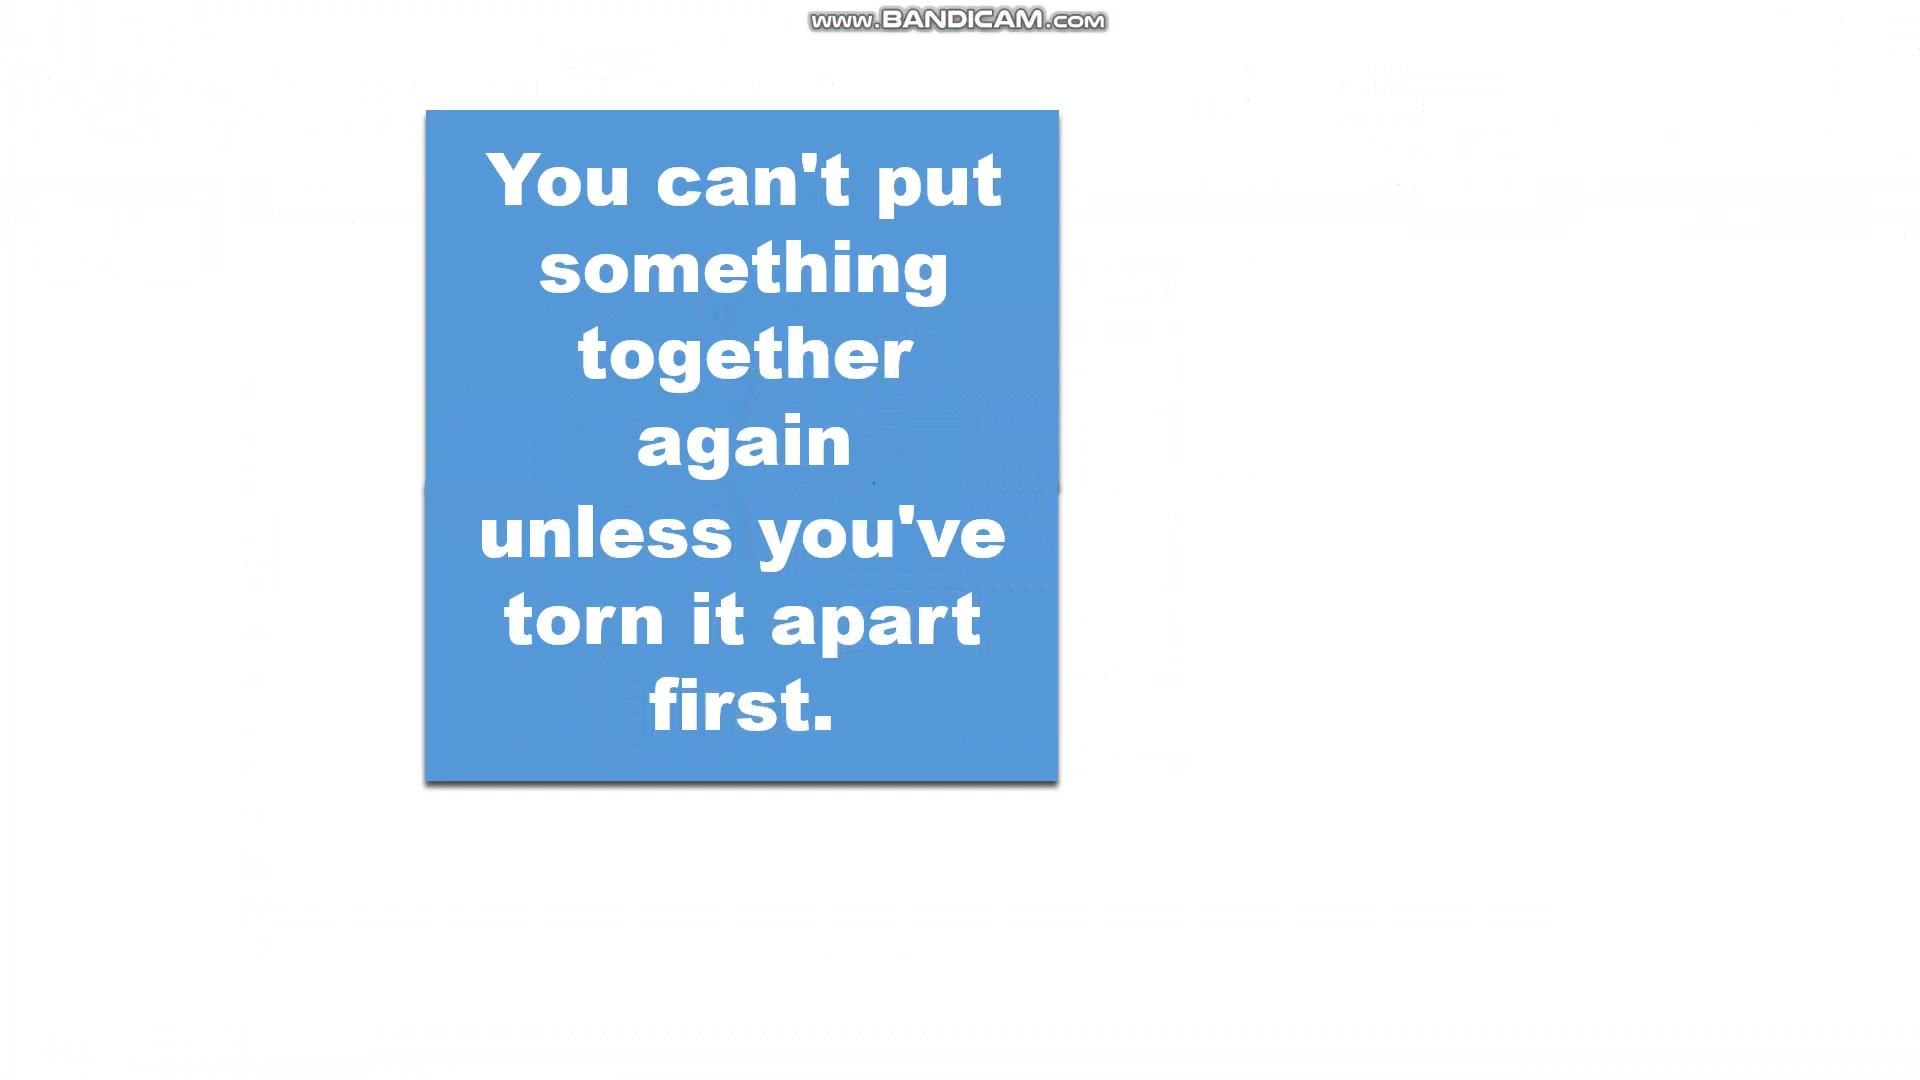 www.BANDICAM.com
You can't put
something
together
again
unless you've
torn it apart
first.